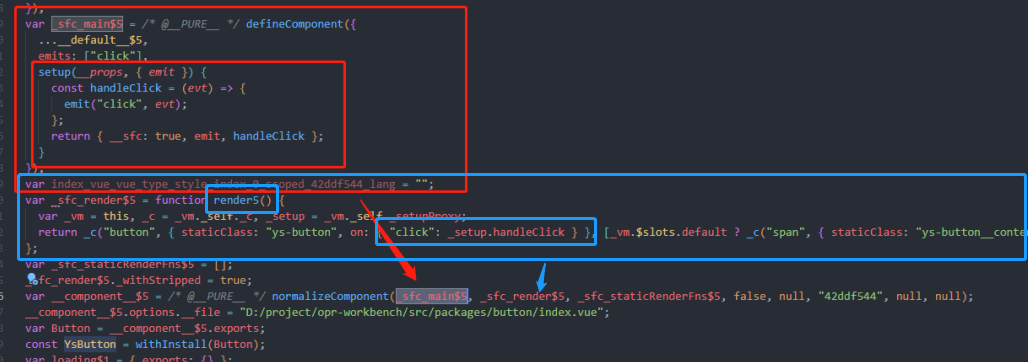 }),
var _sfc_main$5 = /* @__PURE__ */ defineComponent({
...__default__$5,
emits: ["click"],
setup(__props, { emit }) {
const handleClick = (evt) => {
emit("click", evt);
};
return { __sfc: true, emit, handleClick };
}
});
var index_vue_vue_type_style_index_0_scoped_42ddf544_lang = "";
var _sfc_render$5 = function render5() {
var _vm = this, _c = _vm._self._c, _setup = _vm._self._setupProxy;
return _c("button", { staticClass: "ys-button", on: { "click": _setup.handleClick } }, [_vm.$slots.default ? _c("span", { staticClass: "ys-button__conte
};
var _sfc_staticRenderFns$5 = [];
_sfc_render$5._withStripped = true;
var __component__$5 = /* @__PURE__ */ normalizeComponent(_sfc_main$5, _sfc_render$5, _sfc_staticRenderFns$5, false, null, "42ddf544", null, null);
__component__$5.options.__file = "D:/project/opr-workbench/src/packages/button/index.vue";
var Button = __component__$5.exports;
const YsButton = withInstall(Button);
var loading$1 = { exports: {} };